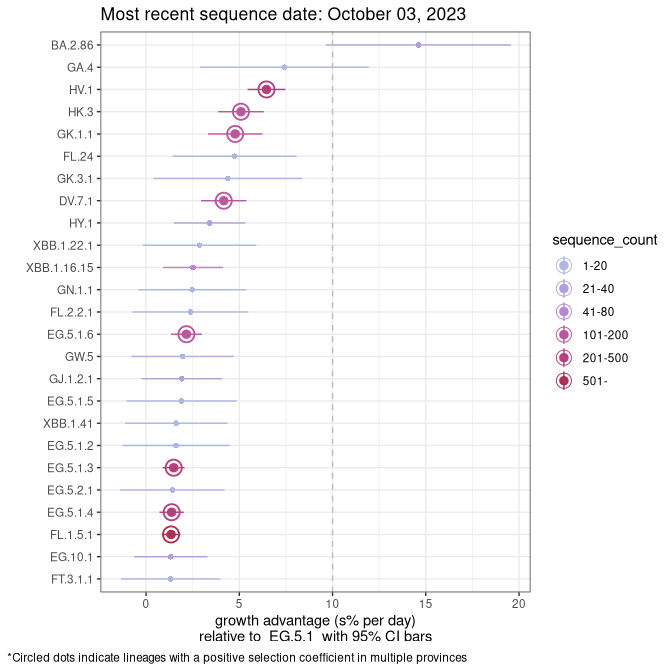 Most recent sequence date: October 03, 2023
BA.2.86
GA.4
HV.1
HK.3
GK.1.1
FL.24
GK.3.1
DV.7.1
HY.1
XBB.1.22.1
XBB.1.16.15
GN.1.1
FL.2.2.1
EG.5.1.6
GW.5
GJ.1.2.1
EG.5.1.5
XBB.1.41
EG.5.1.2
EG.5.1.3
EG.5.2.1
EG.5.1.4
FL.1.5.1
EG.10.1
FT.3.1.1
0 5 10 15 20
growth advantage (s% per day)
relative to EG.5.1 with 95% CI bars
sequence_count
1-20
21-40
41-80
101-200
201-500
501-
*Circled dots indicate lineages with a positive selection coefficient in multiple provinces